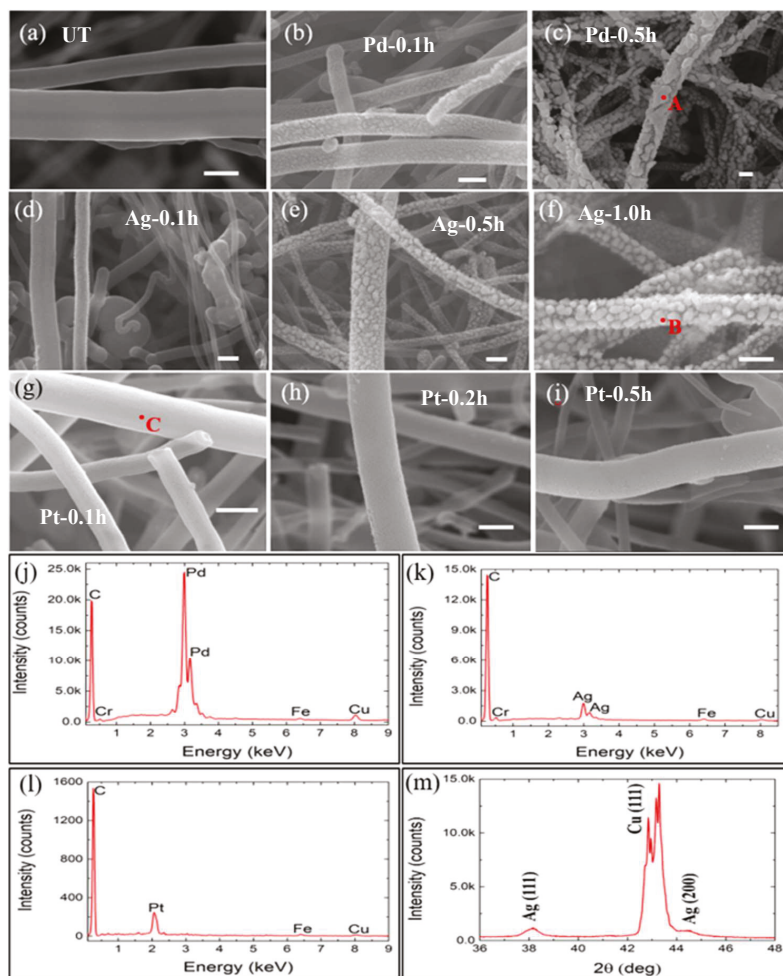 (a) UT
(b) Pd-0.1h
(c) Pd-0.5h
A
(d) Ag-0.1h
(e) Ag-0.5h
(f) Ag-1.0h
B
(g)
C
Pt-0.1h
(h) Pt-0.2h
(i) Pt-0.5h
(j)
25.0k
20.0k
15.0k
10.0k
5.0k
0.0
Intensity (counts)
C
Cr
Pd
Pd
Fe
Cu
1 2 3 4 5 6 7 8 9
Energy (keV)
(k)
15.0k
12.0k
9.0k
6.0k
3.0k
0.0
Intensity (counts)
C
Cr
Ag
Ag
Fe
Cu
1 2 3 4 5 6 7 8
Energy (keV)
(l)
1600
1200
800
400
0
Intensity (counts)
C
Pt
Fe
Cu
1 2 3 4 5 6 7 8 9
Energy (keV)
(m)
15.0k
10.0k
5.0k
0.0
Intensity (counts)
Ag (111)
Cu (111)
Ag (200)
36 38 40 42 44 46 48
2θ (deg)